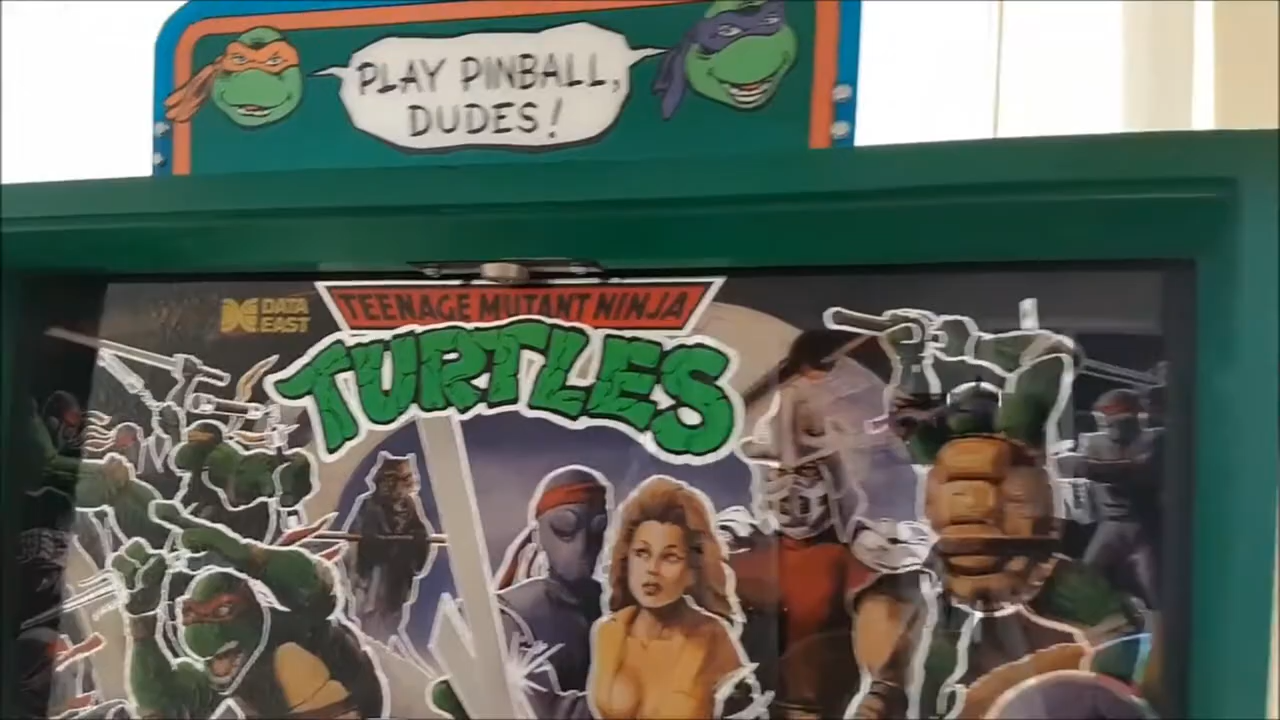 PLAY PINBALL,
DUDES!
DATA
EAST
TEENAGE MUTANT NINJA
TURTLES